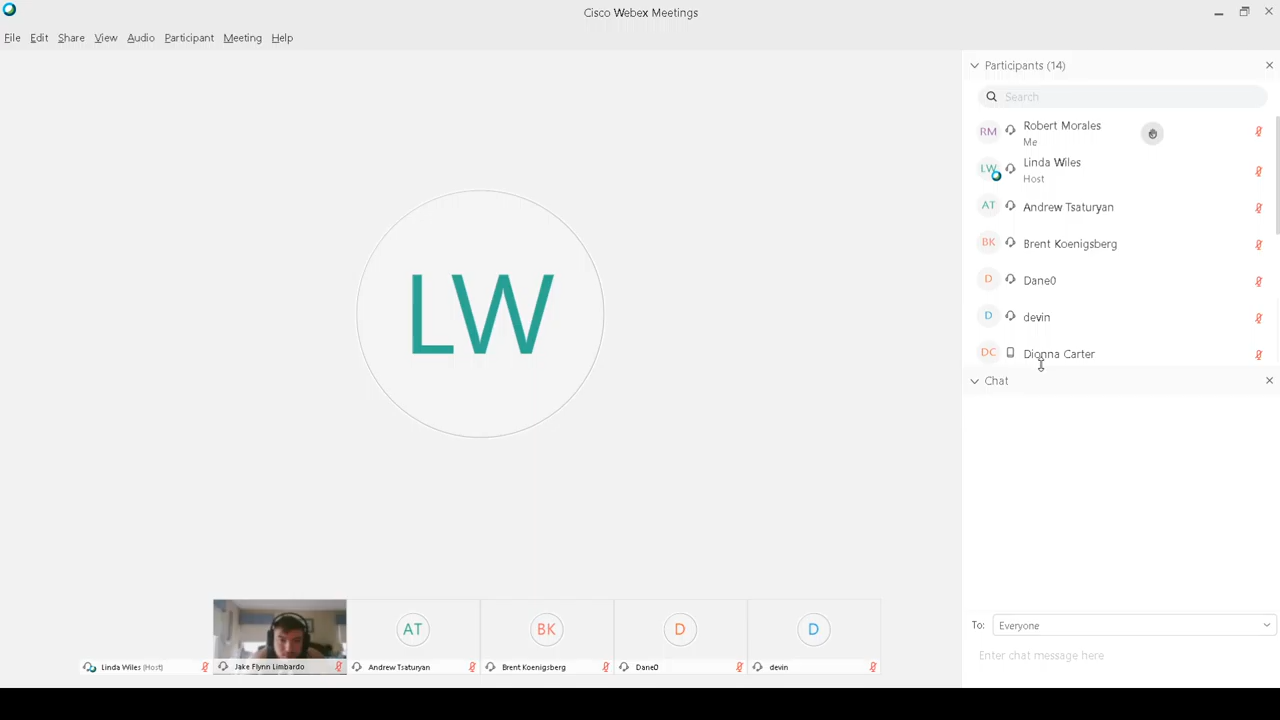 Cisco Webex Meetings
File Edit Share View Audio Participant Meeting Help
Participants (14)
Search
RM Robert Morales
Me
LW Linda Wiles
Host
AT Andrew Tsaturyan
BK Brent Koenigsberg
D Dane0
D devin
DC Dionna Carter
Chat
LW
To: Everyone
Enter chat message here
AT BK D D
Linda Wiles (Host) Jake Flynn Limbardo Andrew Tsaturyan Brent Koenigsberg Dane0 devin